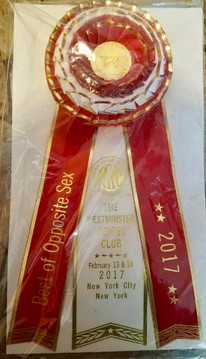 Best of Opposite Sex
THE
WESTMINSTER
CLUB
February 13 & 14
2017
New York City
New York
2017